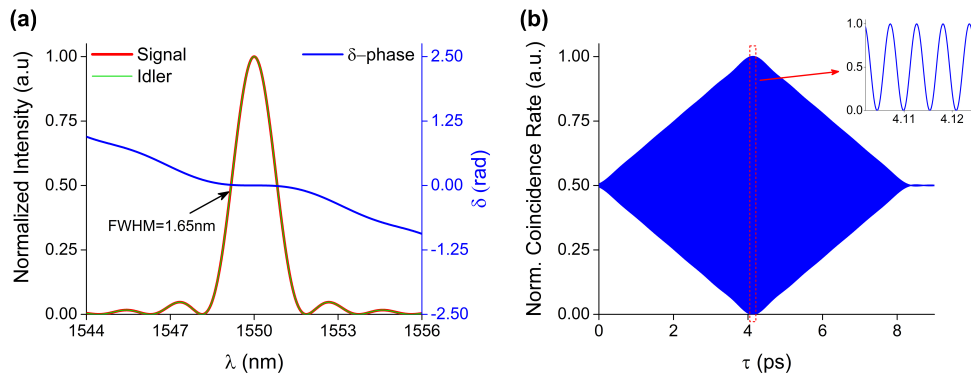 (a)
Signal
Idler
δ−phase
FWHM=1.65nm
Normalized Intensity (a.u)
1.00
0.75
0.50
0.25
0.00
2.50
1.25
0.00
-1.25
-2.50
δ (rad)
1544
1547
1550
1553
1556
λ (nm)
(b)
Norm. Coincidence Rate (a.u.)
1.00
0.75
0.50
0.25
0.00
0
2
4
6
8
τ (ps)
1.0
0.5
0.0
4.11
4.12